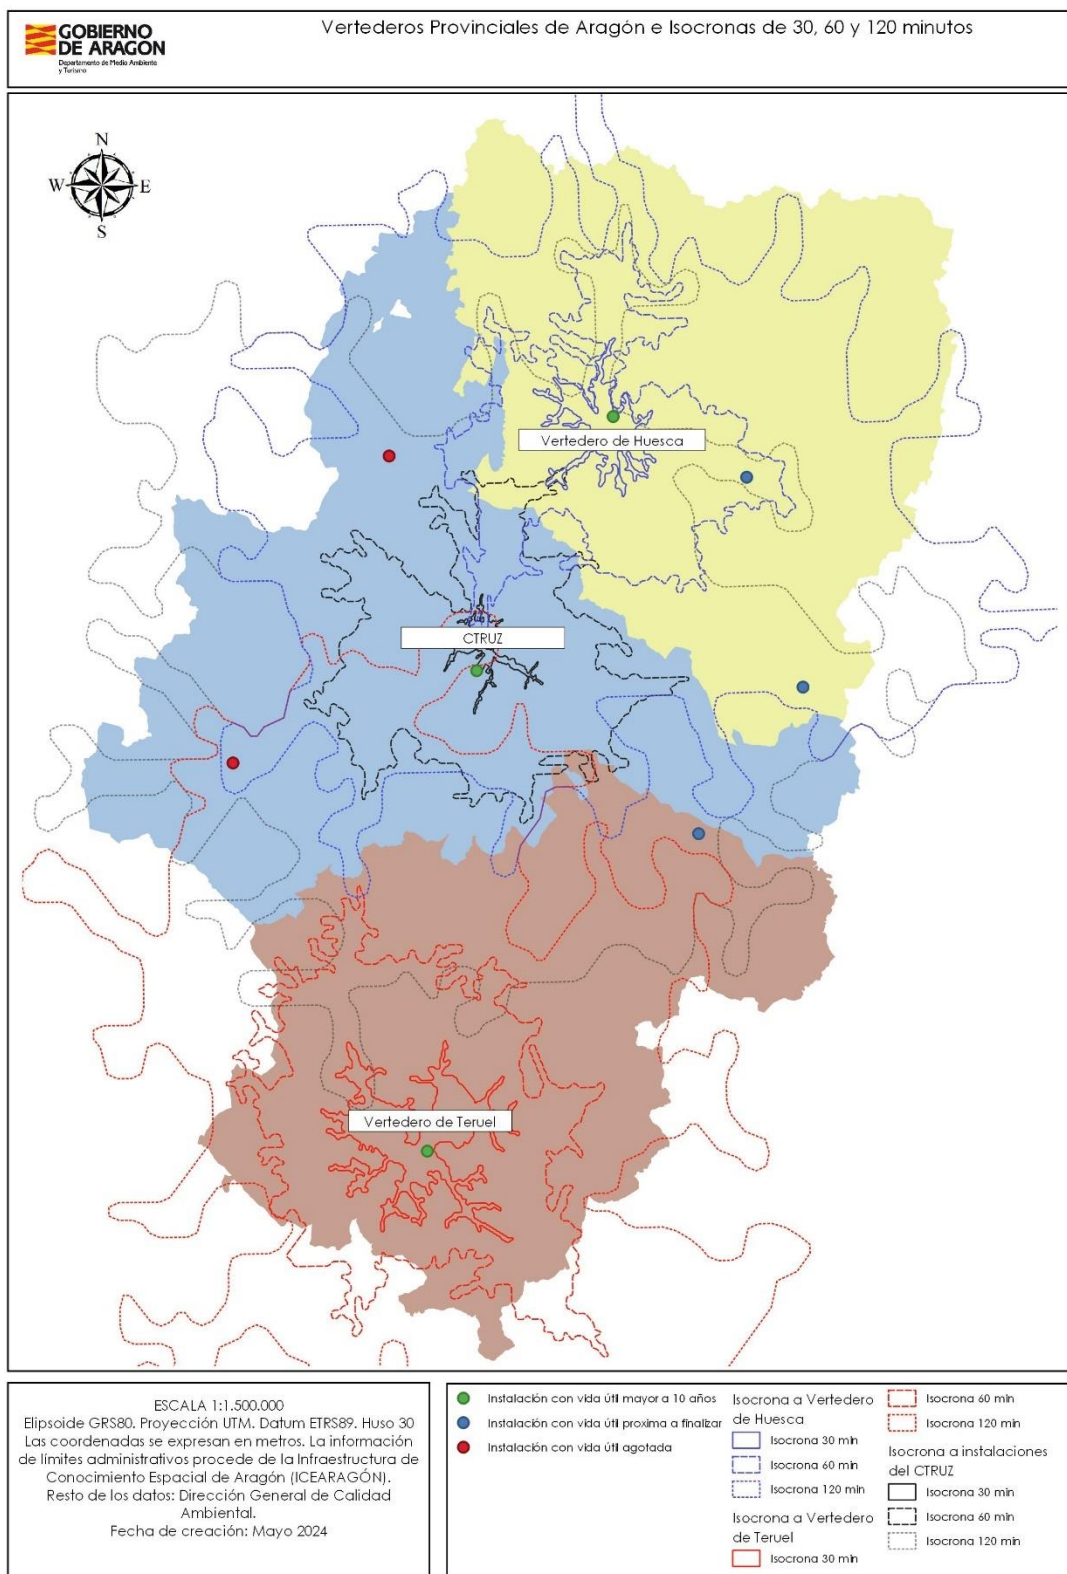 GOBIERNO
DE ARAGON
Departamento de Medio Ambiente
y Turismo
Vertederos Provinciales de Aragón e Isocronas de 30, 60 y 120 minutos
N
W
E
S
Vertedero de Huesca
CTRUZ
Vertedero de Teruel
ESCALA 1:1.500.000
Elipsoide GRS80. Proyección UTM. Datum ETRS89. Huso 30
Las coordenadas se expresan en metros. La información
de límites administrativos procede de la Infraestructura de
Conocimiento Espacial de Aragón (ICEARAGÓN).
Resto de los datos: Dirección General de Calidad
Ambiental.
Fecha de creación: Mayo 2024
Instalación con vida útil mayor a 10 años
Instalación con vida útil proxima a finalizar
Instalación con vida útil agotada
Isocrona a Vertedero
de Huesca
Isocrona 30 min
Isocrona 60 min
Isocrona 120 min
Isocrona a Vertedero
de Teruel
Isocrona 30 min
Isocrona 60 min
Isocrona 120 min
Isocrona a instalaciones
del CTRUZ
Isocrona 30 min
Isocrona 60 min
Isocrona 120 min